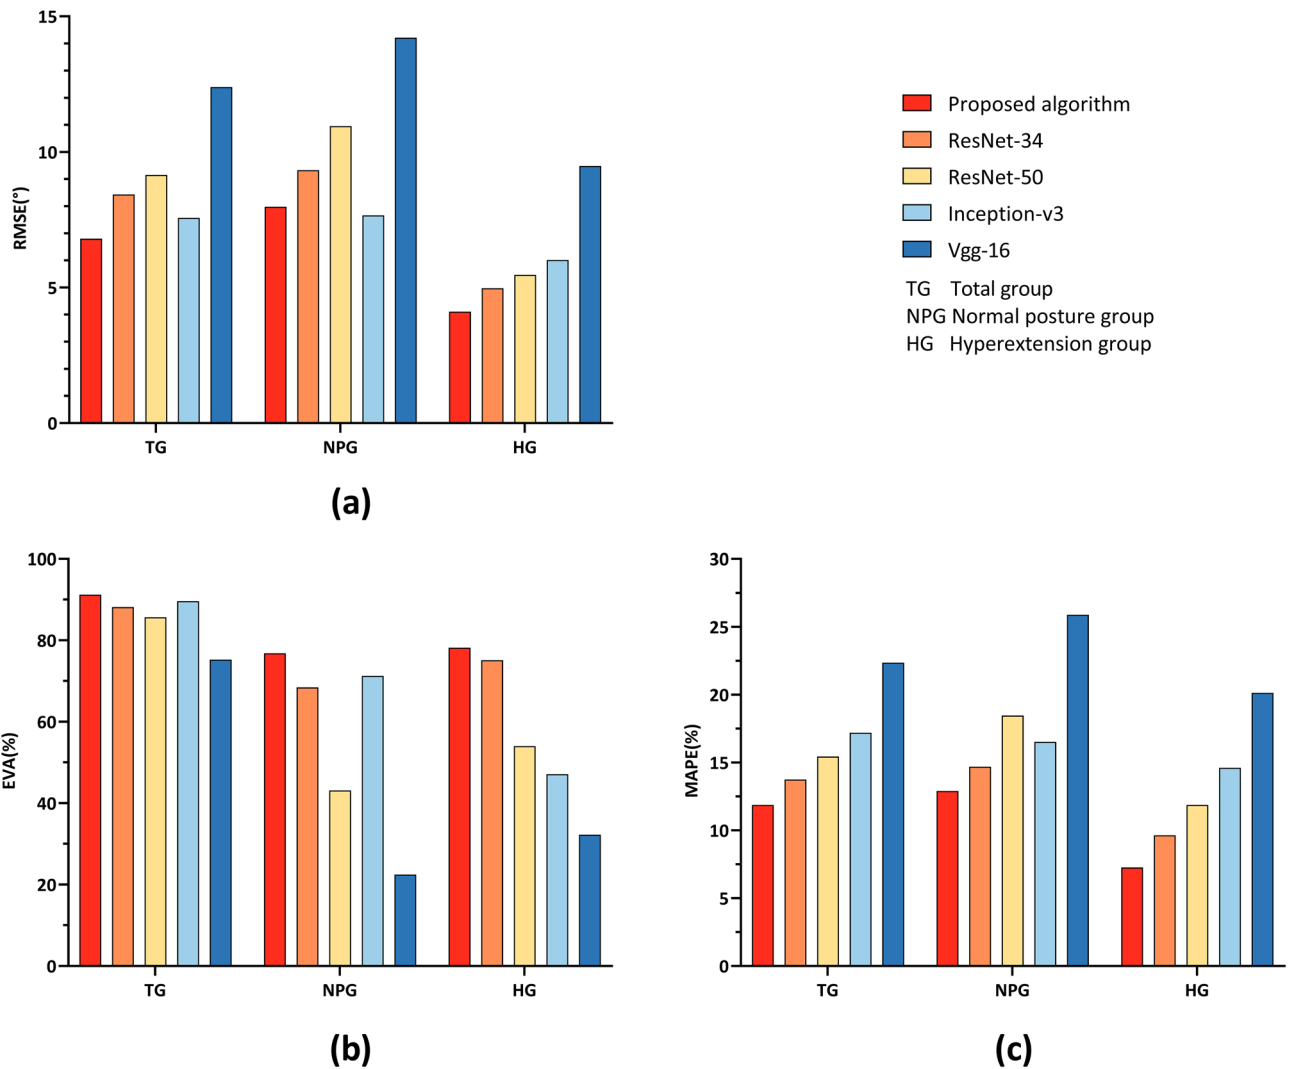 15
10
5
0
RMSE(°)
TG NPG HG
(a)
Proposed algorithm
ResNet-34
ResNet-50
Inception-v3
Vgg-16
TG Total group
NPG Normal posture group
HG Hyperextension group
100
80
60
40
20
0
EVA(%)
TG NPG HG
(b)
30
25
20
15
10
5
0
MAPE(%)
TG NPG HG
(c)